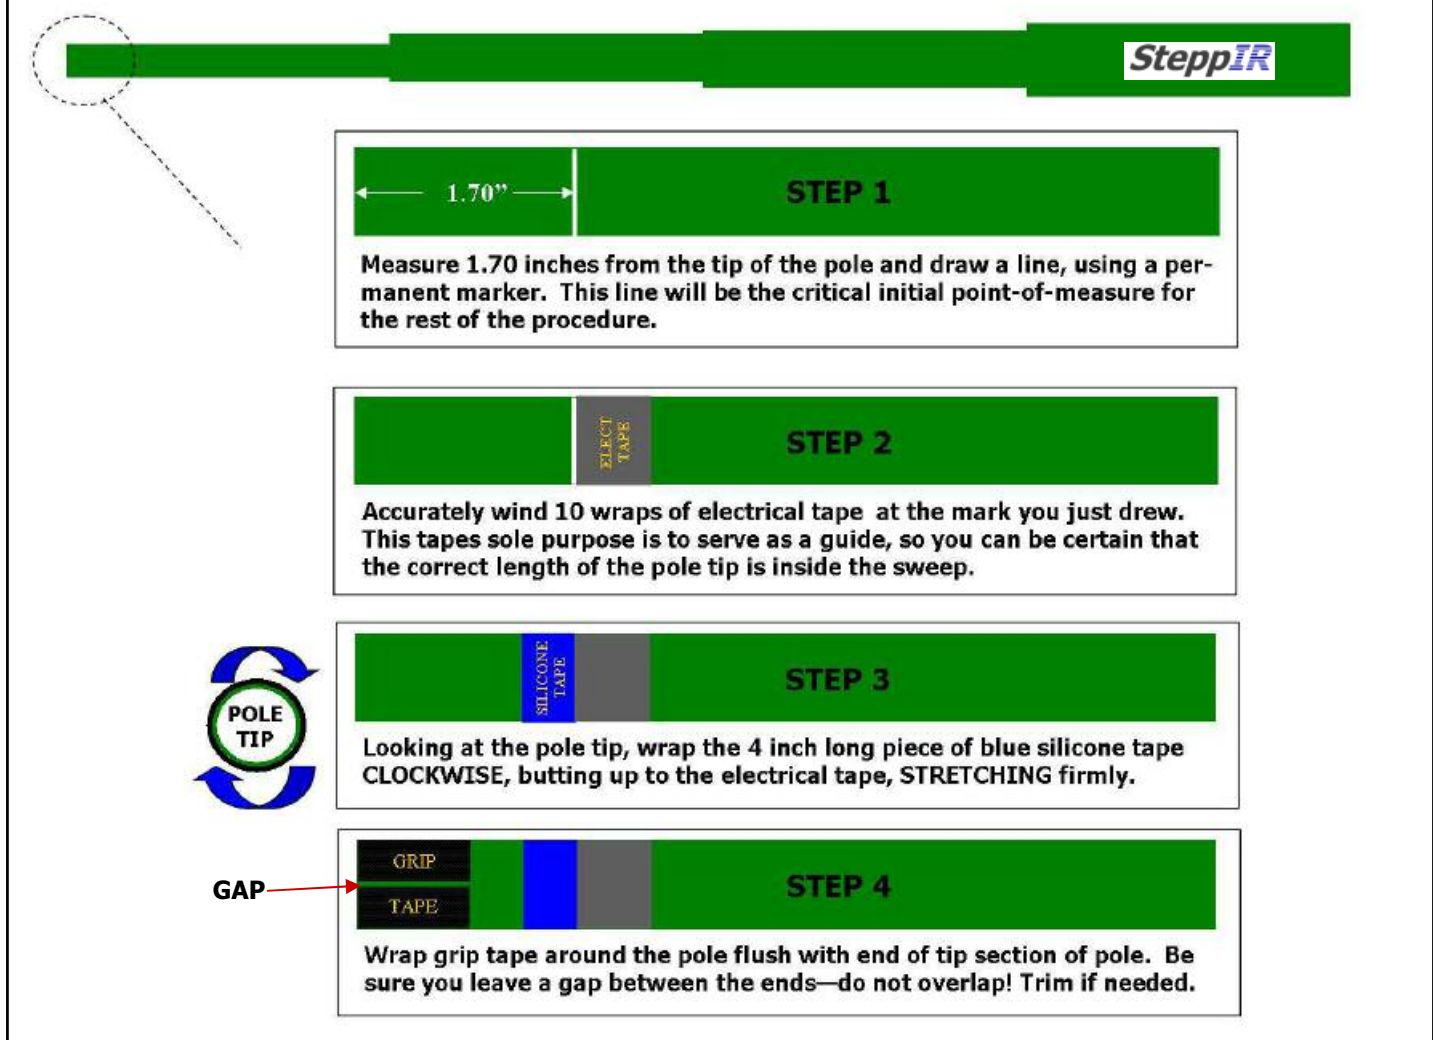 SteppIR
1.70”
STEP 1
Measure 1.70 inches from the tip of the pole and draw a line, using a per-
manent marker.  This line will be the critical initial point-of-measure for
the rest of the procedure.
ELECT
TAPE
STEP 2
Accurately wind 10 wraps of electrical tape  at the mark you just drew.
This tapes sole purpose is to serve as a guide, so you can be certain that
the correct length of the pole tip is inside the sweep.
POLE
TIP
SILICONE
TAPE
STEP 3
Looking at the pole tip, wrap the 4 inch long piece of blue silicone tape
CLOCKWISE, butting up to the electrical tape, STRETCHING firmly.
GAP
GRIP
TAPE
STEP 4
Wrap grip tape around the pole flush with end of tip section of pole.  Be
sure you leave a gap between the ends—do not overlap! Trim if needed.